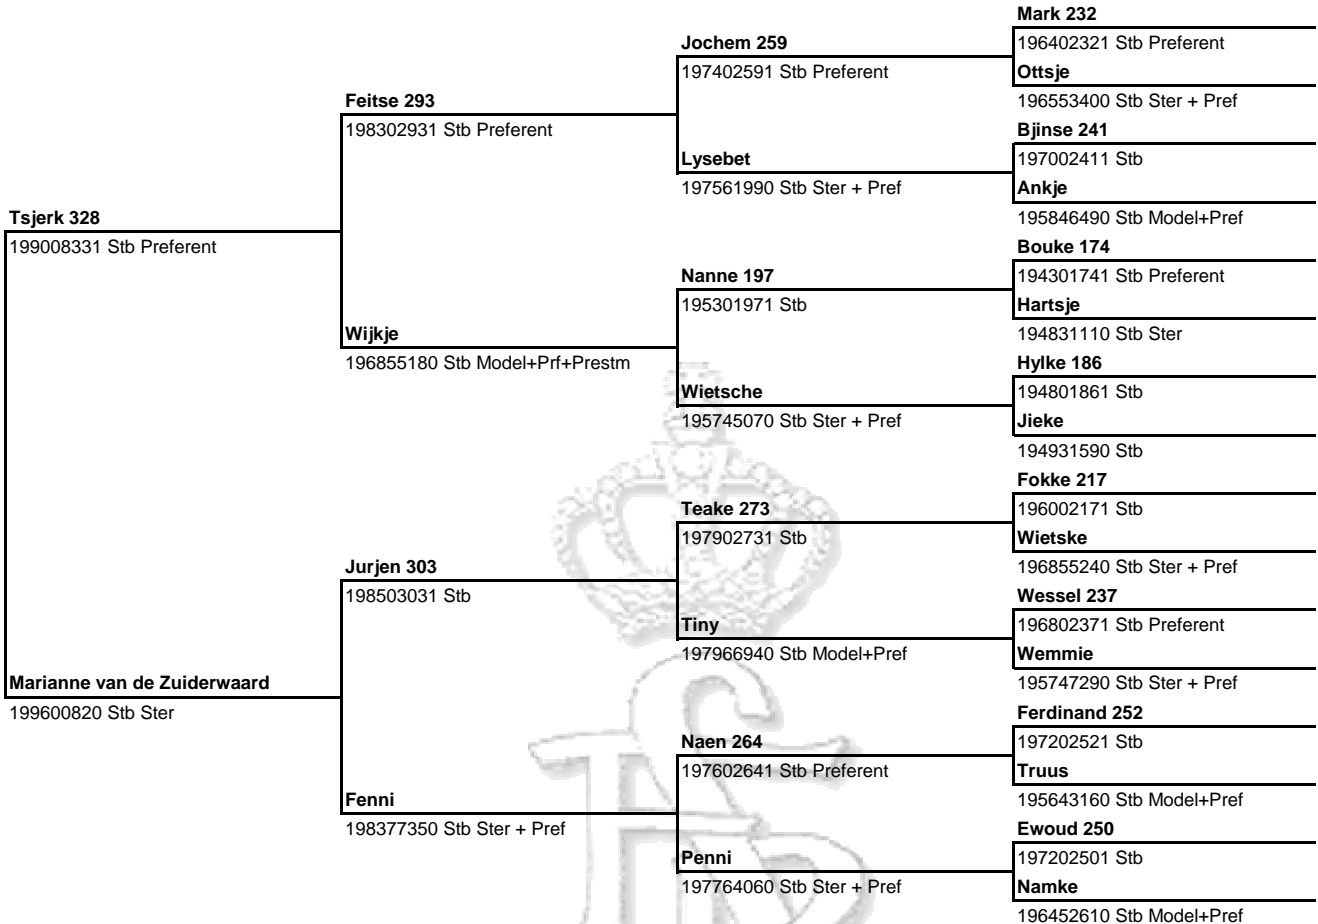 Mark 232
Jochem 259
196402321 Stb Preferent
197402591 Stb Preferent
Ottsje
Feitse 293
196553400 Stb Ster + Pref
198302931 Stb Preferent
Bjinse 241
Lysebet
197002411 Stb
197561990 Stb Ster + Pref
Ankje
Tsjerk 328
195846490 Stb Model+Pref
199008331 Stb Preferent
Bouke 174
Nanne 197
194301741 Stb Preferent
195301971 Stb
Hartsje
Wijkje
194831110 Stb Ster
196855180 Stb Model+Prf+Prestm
Hylke 186
Wietsche
194801861 Stb
195745070 Stb Ster + Pref
Jieke
194931590 Stb
Fokke 217
Teake 273
196002171 Stb
197902731 Stb
Wietske
Jurjen 303
196855240 Stb Ster + Pref
198503031 Stb
Wessel 237
Tiny
196802371 Stb Preferent
197966940 Stb Model+Pref
Wemmie
Marianne van de Zuiderwaard
195747290 Stb Ster + Pref
199600820 Stb Ster
Ferdinand 252
Naen 264
197202521 Stb
197602641 Stb Preferent
Truus
Fenni
195643160 Stb Model+Pref
198377350 Stb Ster + Pref
Ewoud 250
Penni
197202501 Stb
197764060 Stb Ster + Pref
Namke
196452610 Stb Model+Pref